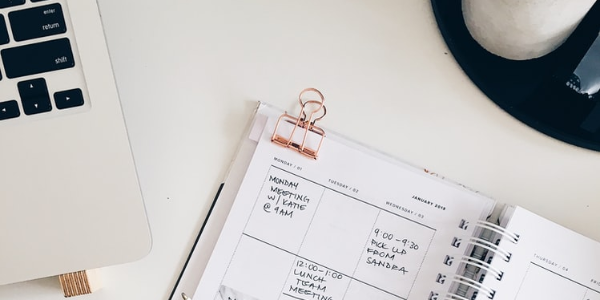 enter
return
shift
MONDAY / 01
TUESDAY / 02
WEDNESDAY / 03
JANUARY 2018
THURSDAY / 04
MONDAY
MEETING
W/ KATIE
@ 9AM
9:00-9:30
PICK UP
FROM
SANDRA
12:00-1:00
LUNCH
TEAM
MEETING